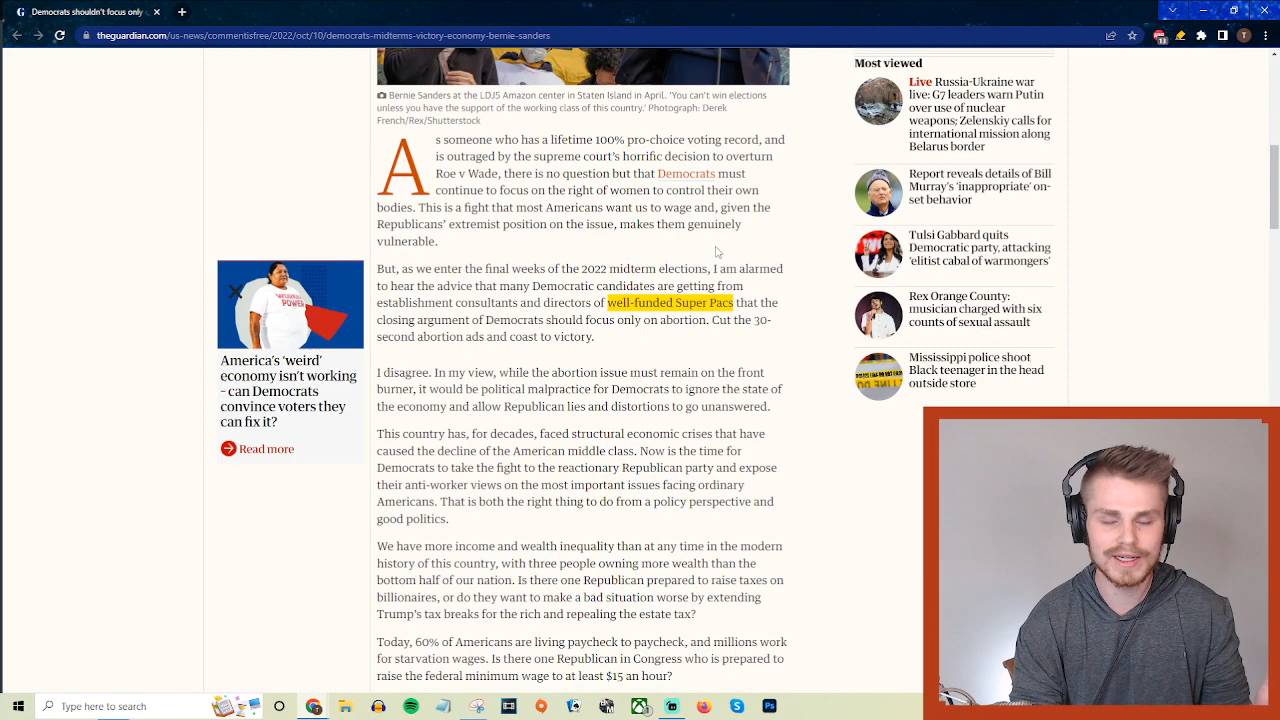 Democrats shouldn't focus only
theguardian.com/us-news/commentisfree/2022/oct/10/democrats-midterms-victory-economy-bernie-sanders
Bernie Sanders at the LDJ5 Amazon center in Staten Island in April. 'You can't win elections
unless you have the support of the working class of this country.' Photograph: Derek
French/Rex/Shutterstock
As someone who has a lifetime 100% pro-choice voting record, and
is outraged by the supreme court's horrific decision to overturn
Roe v Wade, there is no question but that Democrats must
continue to focus on the right of women to control their own
bodies. This is a fight that most Americans want us to wage and, given the
Republicans' extremist position on the issue, makes them genuinely
vulnerable.
But, as we enter the final weeks of the 2022 midterm elections, I am alarmed
to hear the advice that many Democratic candidates are getting from
establishment consultants and directors of well-funded Super Pacs that the
closing argument of Democrats should focus only on abortion. Cut the 30-
second abortion ads and coast to victory.
I disagree. In my view, while the abortion issue must remain on the front
burner, it would be political malpractice for Democrats to ignore the state of
the economy and allow Republican lies and distortions to go unanswered.
This country has, for decades, faced structural economic crises that have
caused the decline of the American middle class. Now is the time for
Democrats to take the fight to the reactionary Republican party and expose
their anti-worker views on the most important issues facing ordinary
Americans. That is both the right thing to do from a policy perspective and
good politics.
We have more income and wealth inequality than at any time in the modern
history of this country, with three people owning more wealth than the
bottom half of our nation. Is there one Republican prepared to raise taxes on
billionaires, or do they want to make a bad situation worse by extending
Trump's tax breaks for the rich and repealing the estate tax?
Today, 60% of Americans are living paycheck to paycheck, and millions work
for starvation wages. Is there one Republican in Congress who is prepared to
raise the federal minimum wage to at least $15 an hour?
America's 'weird'
economy isn't working
– can Democrats
convince voters they
can fix it?
Read more
Most viewed
Live Russia-Ukraine war
live: G7 leaders warn Putin
over use of nuclear
weapons; Zelenskiy calls for
international mission along
Belarus border
Report reveals details of Bill
Murray's 'inappropriate' on-
set behavior
Tulsi Gabbard quits
Democratic party, attacking
'elitist cabal of warmongers'
Rex Orange County:
musician charged with six
counts of sexual assault
Mississippi police shoot
Black teenager in the head
outside store
Type here to search